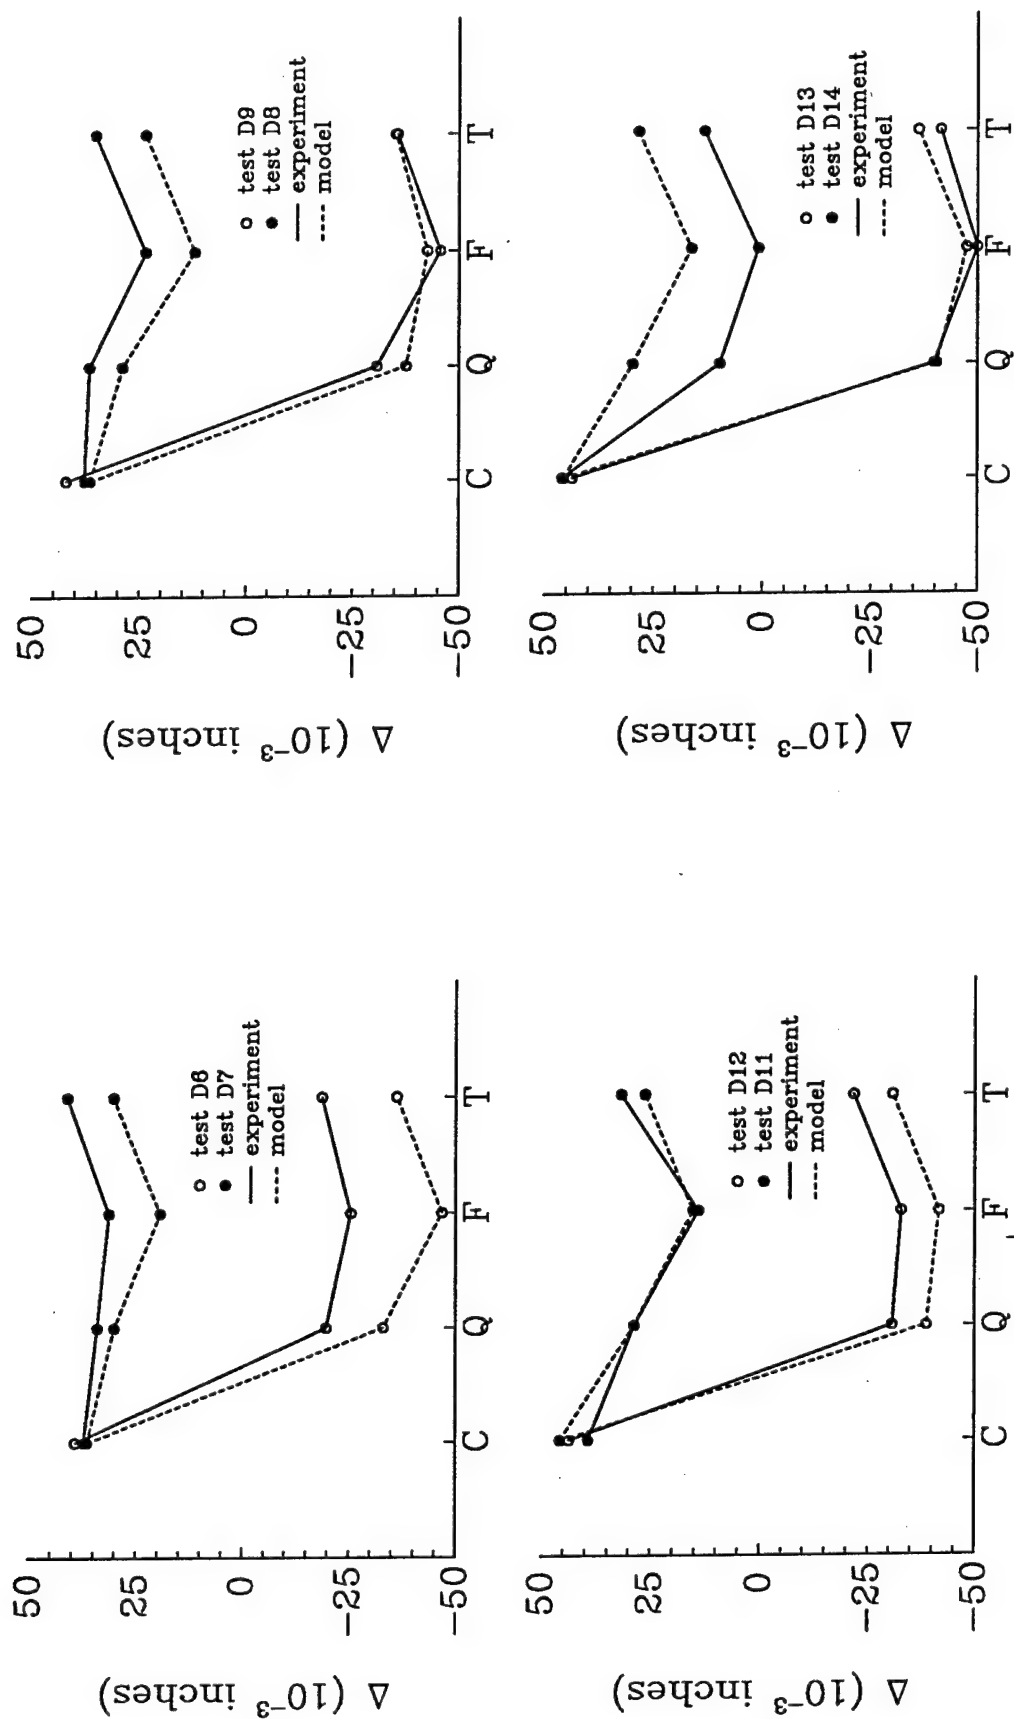 Δ (10⁻³ inches)
50
25
0
−25
−50
test D6
test D7
experiment
model
C Q F T
Δ (10⁻³ inches)
50
25
0
−25
−50
test D9
test D8
experiment
model
C Q F T
Δ (10⁻³ inches)
50
25
0
−25
−50
test D12
test D11
experiment
model
C Q F T
Δ (10⁻³ inches)
50
25
0
−25
−50
test D13
test D14
experiment
model
C Q F T